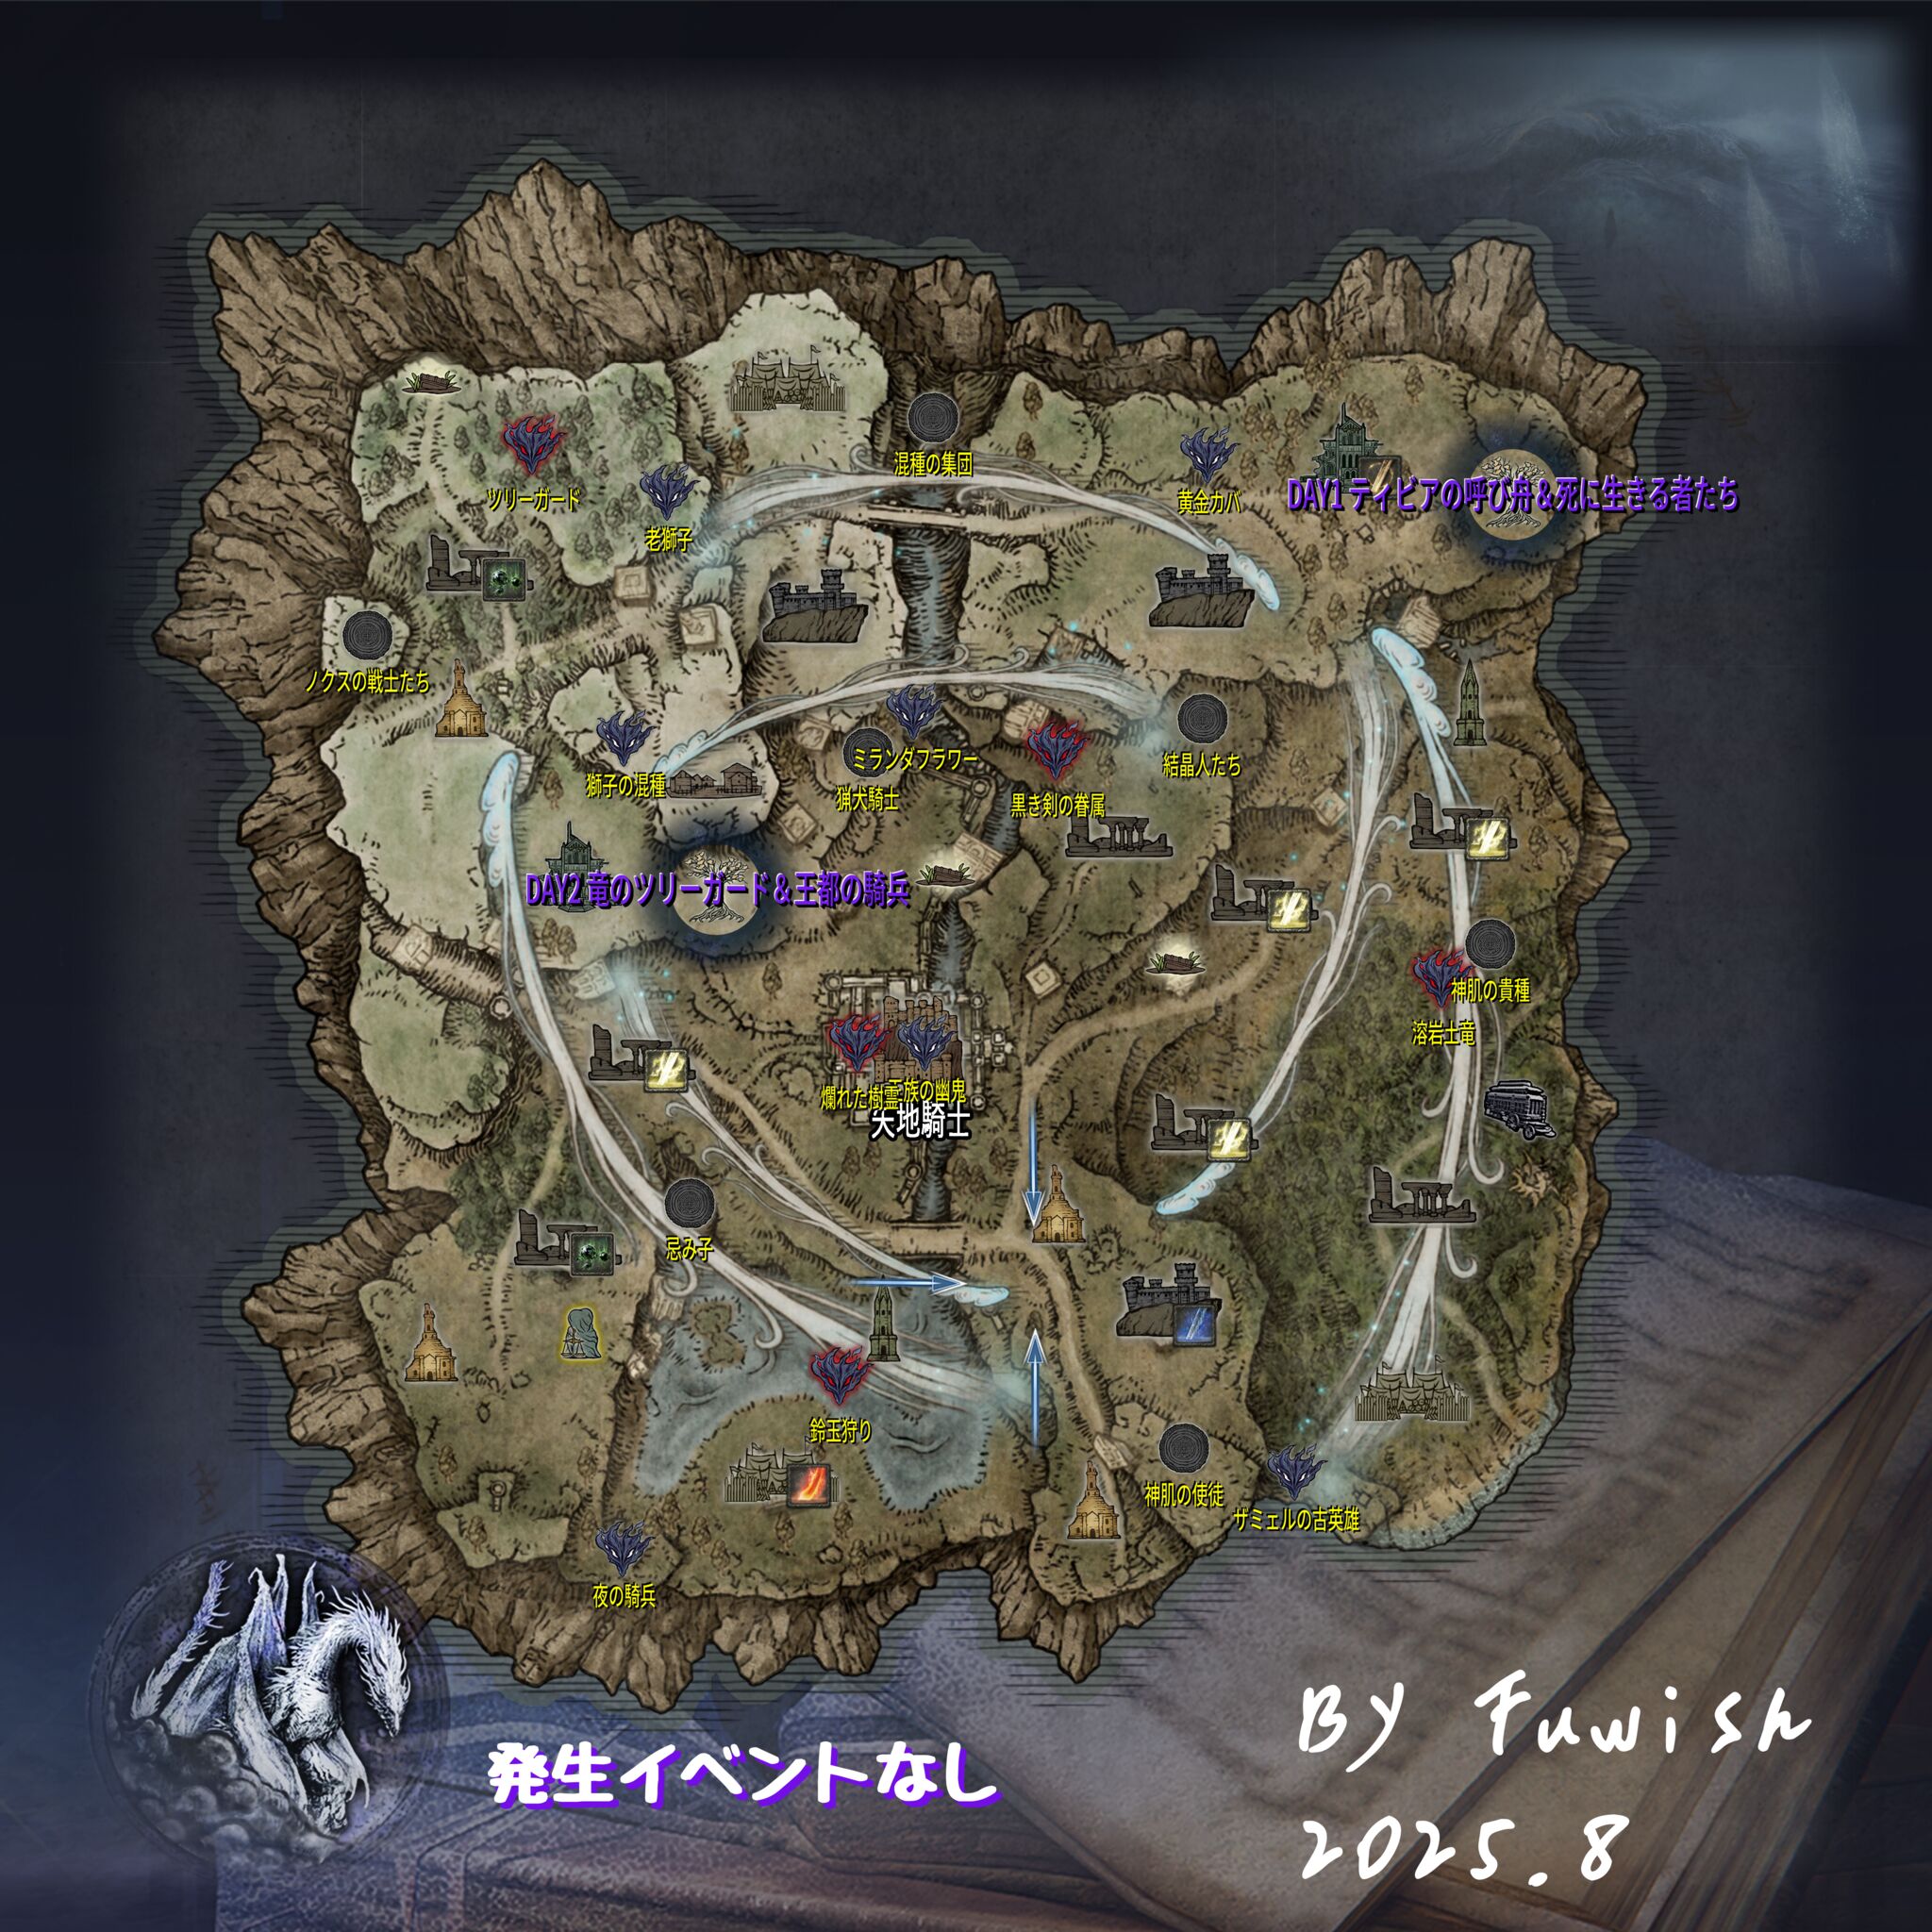 混種の集団
ツリーガード
老獅子
黄金カバ
DAY1 ティビアの呼び舟＆死に生きる者たち
ノクスの戦士たち
獅子の混種
ミランダフラワー
猟犬騎士
黒き剣の眷属
結晶人たち
DAY2 竜のツリーガード＆王都の騎兵
神肌の貴種
溶岩土竜
爛れた樹霊
王族の幽鬼
失地騎士
忌み子
鈴玉狩り
神肌の使徒
ザミェルの古英雄
夜の騎兵
発生イベントなし
BY Fuwish
2025.8